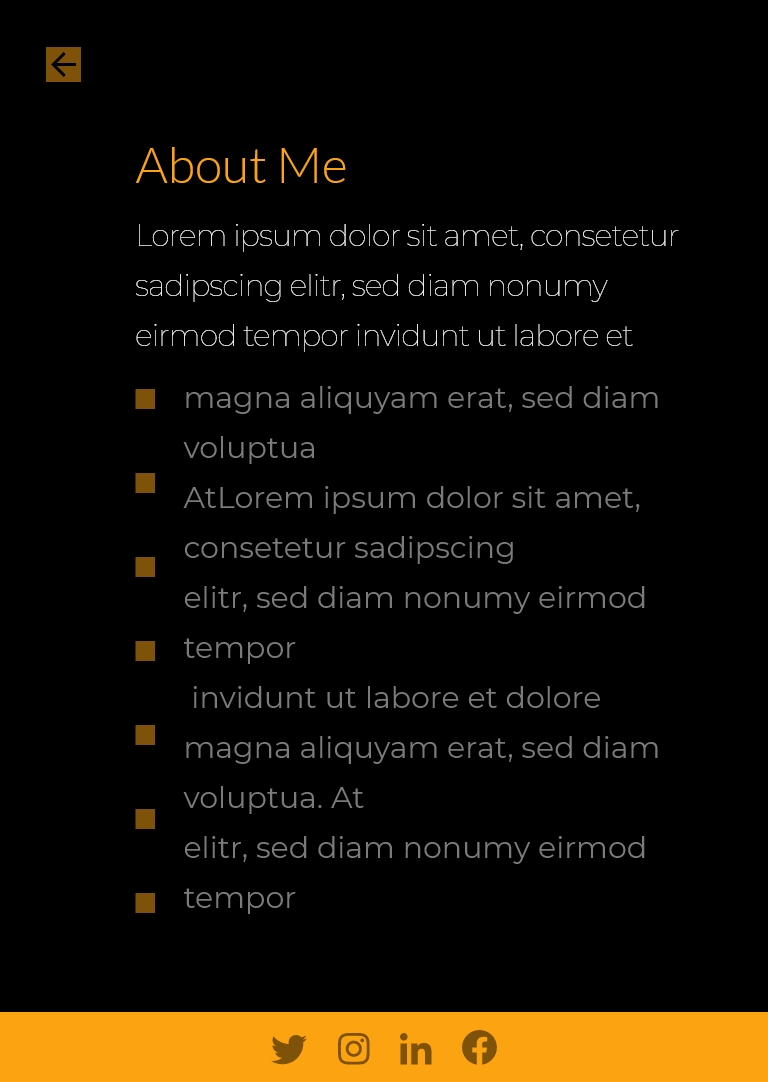 About Me
Lorem ipsum dolor sit amet, consetetur
sadipscing elitr, sed diam nonumy
eirmod tempor invidunt ut labore et
magna aliquyam erat, sed diam
voluptua
AtLorem ipsum dolor sit amet,
consetetur sadipscing
elitr, sed diam nonumy eirmod
tempor
invidunt ut labore et dolore
magna aliquyam erat, sed diam
voluptua. At
elitr, sed diam nonumy eirmod
tempor